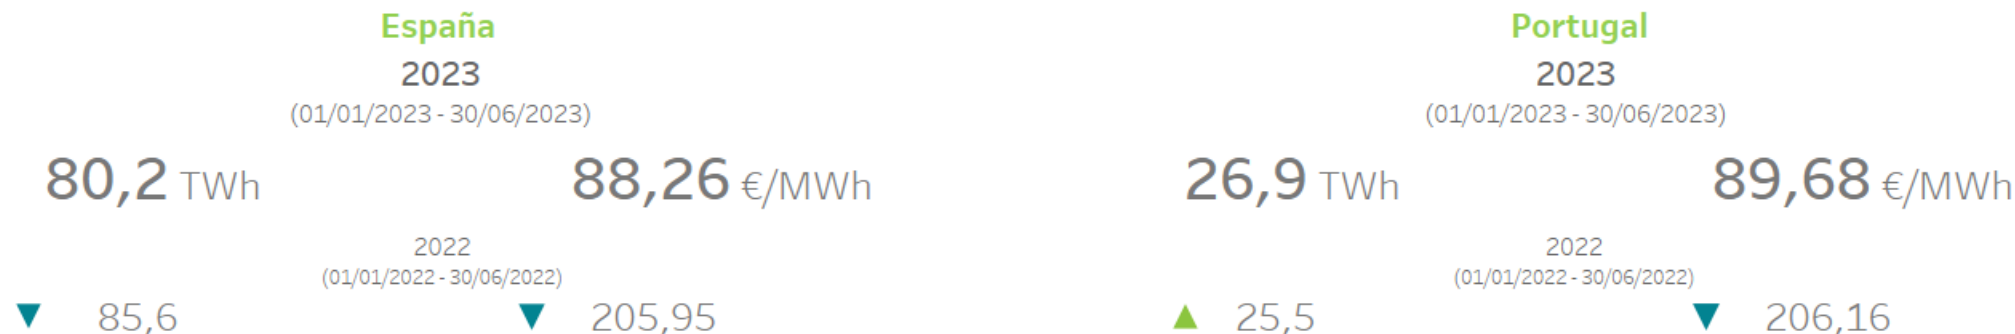 España
2023
(01/01/2023 - 30/06/2023)
80,2 TWh
88,26 €/MWh
2022
(01/01/2022 - 30/06/2022)
▼ 85,6
▼ 205,95
Portugal
2023
(01/01/2023 - 30/06/2023)
26,9 TWh
89,68 €/MWh
2022
(01/01/2022 - 30/06/2022)
▲ 25,5
▼ 206,16